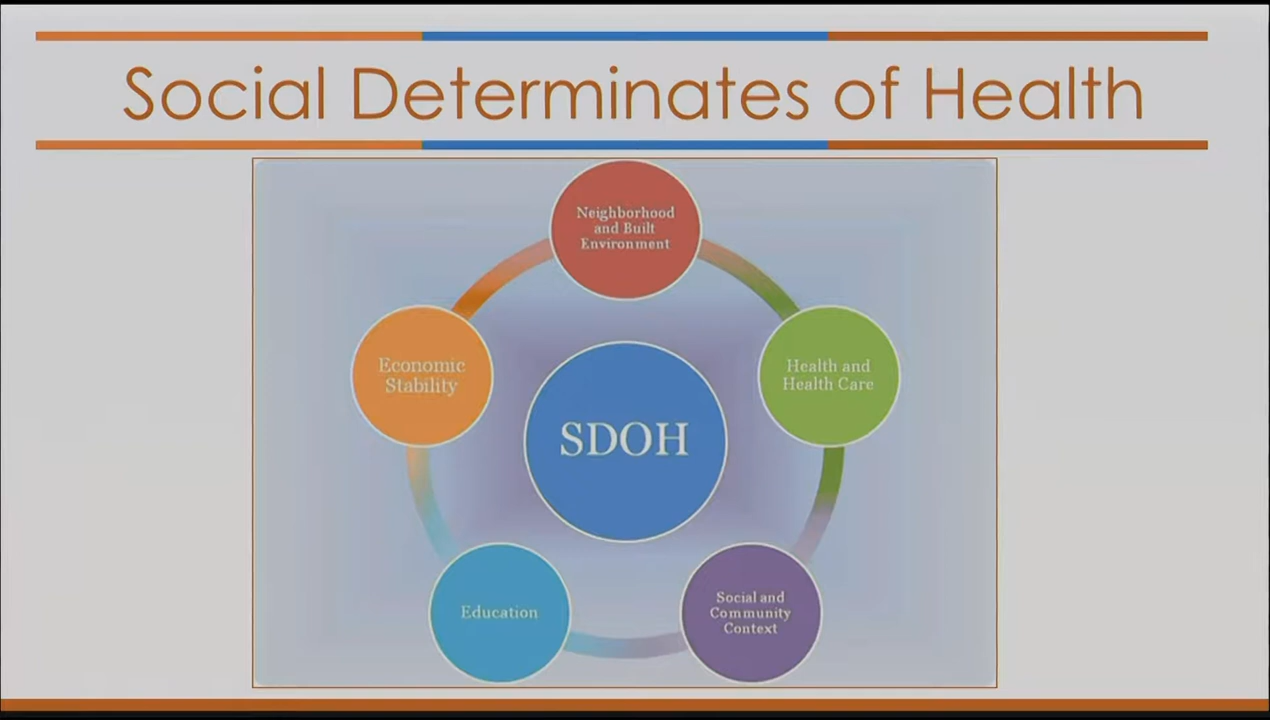 Social Determinates of Health
Neighborhood
and Built
Environment
Economic
Stability
Health and
Health Care
SDOH
Education
Social and
Community
Context